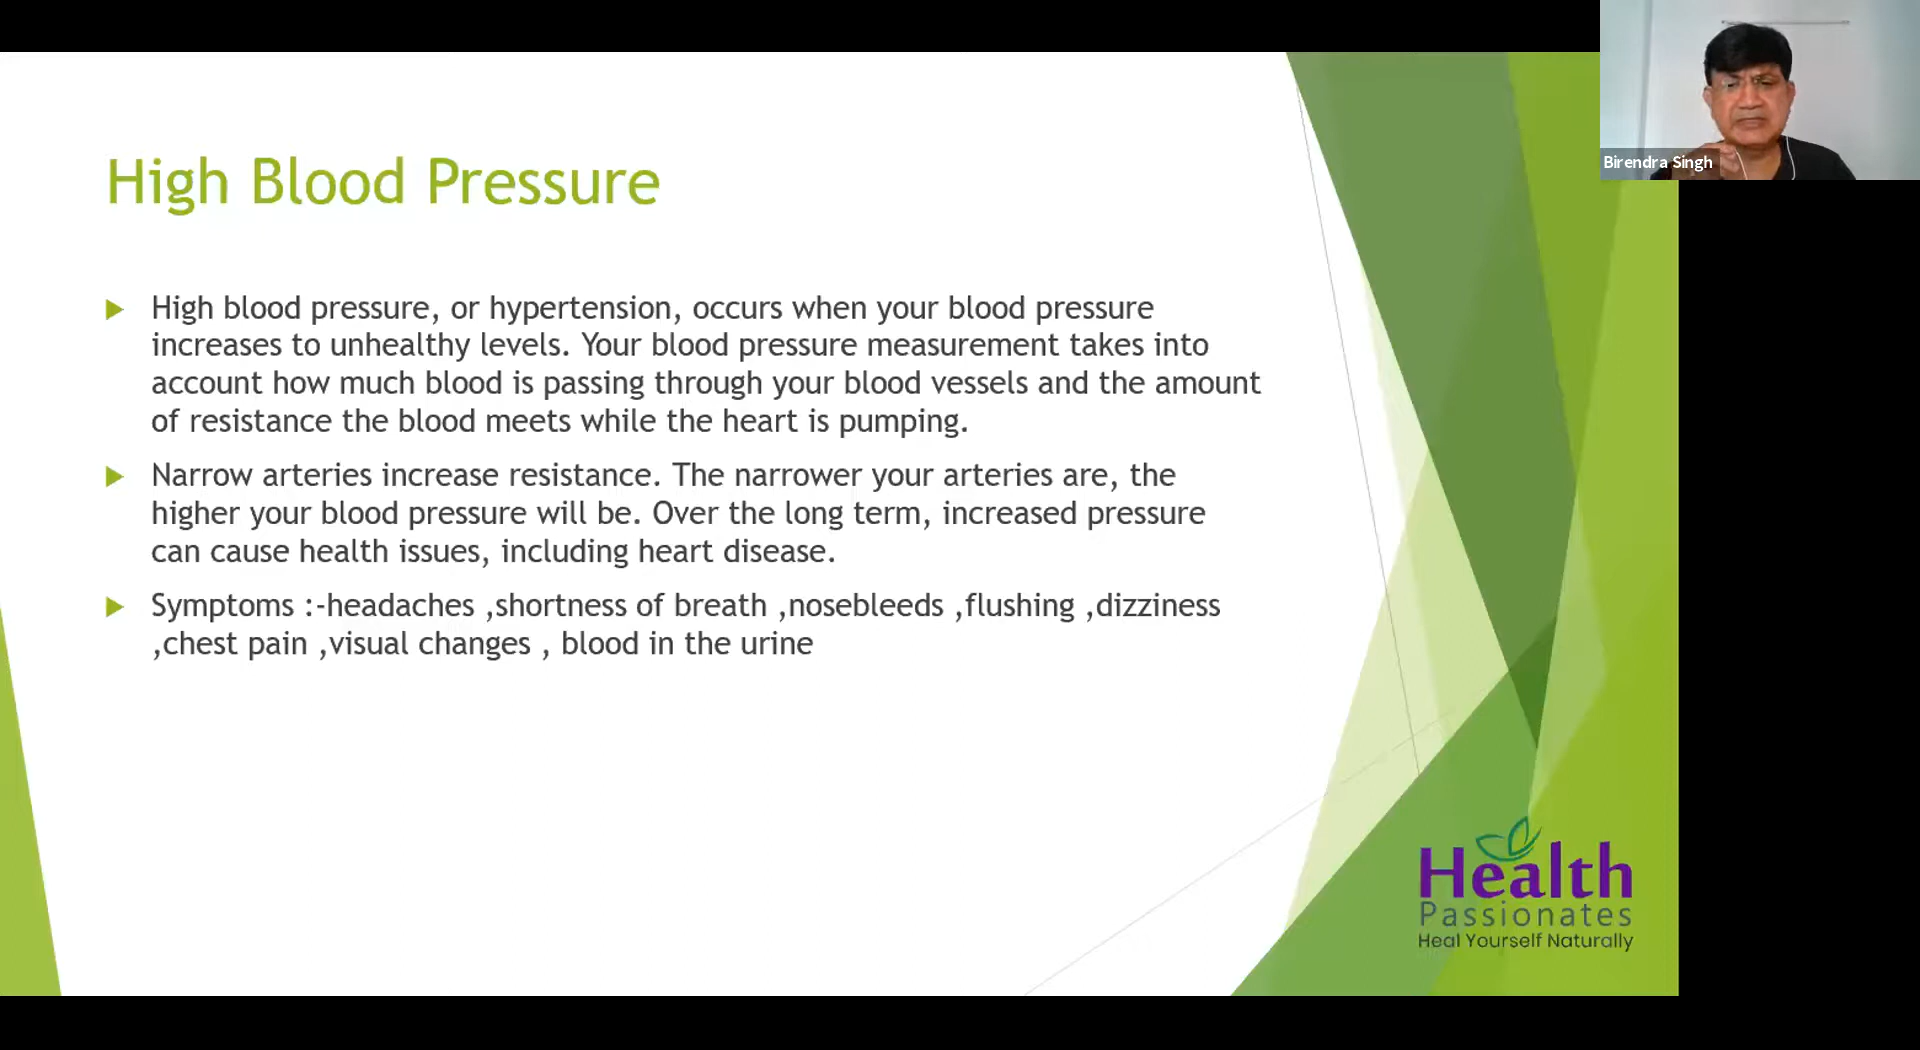 High Blood Pressure
High blood pressure, or hypertension, occurs when your blood pressure
increases to unhealthy levels. Your blood pressure measurement takes into
account how much blood is passing through your blood vessels and the amount
of resistance the blood meets while the heart is pumping.
Narrow arteries increase resistance. The narrower your arteries are, the
higher your blood pressure will be. Over the long term, increased pressure
can cause health issues, including heart disease.
Symptoms :-headaches ,shortness of breath ,nosebleeds ,flushing ,dizziness
,chest pain ,visual changes , blood in the urine
Birendra Singh
Health
Passionates
Heal Yourself Naturally